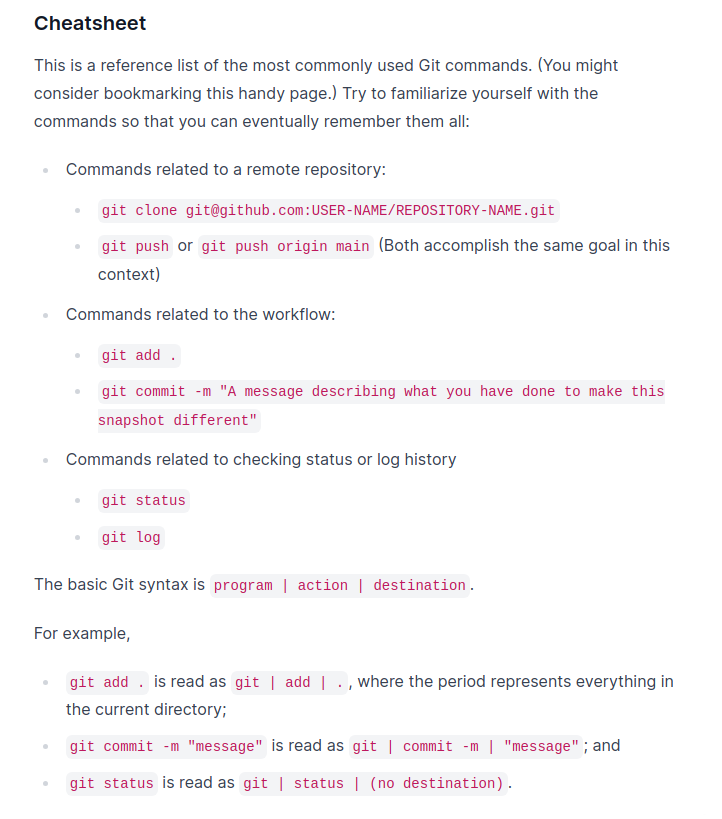 Cheatsheet
This is a reference list of the most commonly used Git commands. (You might
consider bookmarking this handy page.) Try to familiarize yourself with the
commands so that you can eventually remember them all:
Commands related to a remote repository:
git clone git@github.com:USER-NAME/REPOSITORY-NAME.git
git push or git push origin main (Both accomplish the same goal in this
context)
Commands related to the workflow:
git add .
git commit -m "A message describing what you have done to make this
snapshot different"
Commands related to checking status or log history
git status
git log
The basic Git syntax is program | action | destination.
For example,
git add . is read as git | add | ., where the period represents everything in
the current directory;
git commit -m "message" is read as git | commit -m | "message"; and
git status is read as git | status | (no destination).